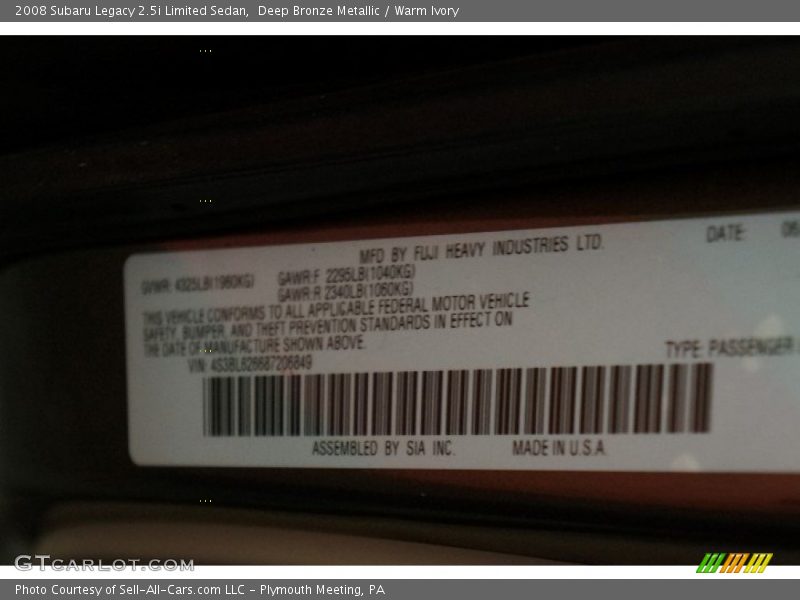 2008 Subaru Legacy 2.5i Limited Sedan,  Deep Bronze Metallic / Warm Ivory
MFD BY FUJI HEAVY INDUSTRIES LTD. DATE: 06
GVWR: 4325LB(1960KG) GAWR:F 2295LB(1040KG)
GAWR:R 2340LB(1060KG)
THIS VEHICLE CONFORMS TO ALL APPLICABLE FEDERAL MOTOR VEHICLE
SAFETY, BUMPER, AND THEFT PREVENTION STANDARDS IN EFFECT ON
THE DATE OF MANUFACTURE SHOWN ABOVE.
VIN: 4S3BL626687206849 TYPE: PASSENGER
ASSEMBLED BY SIA INC. MADE IN U.S.A.
GTcarlot.com
Photo Courtesy of Sell-All-Cars.com LLC - Plymouth Meeting, PA